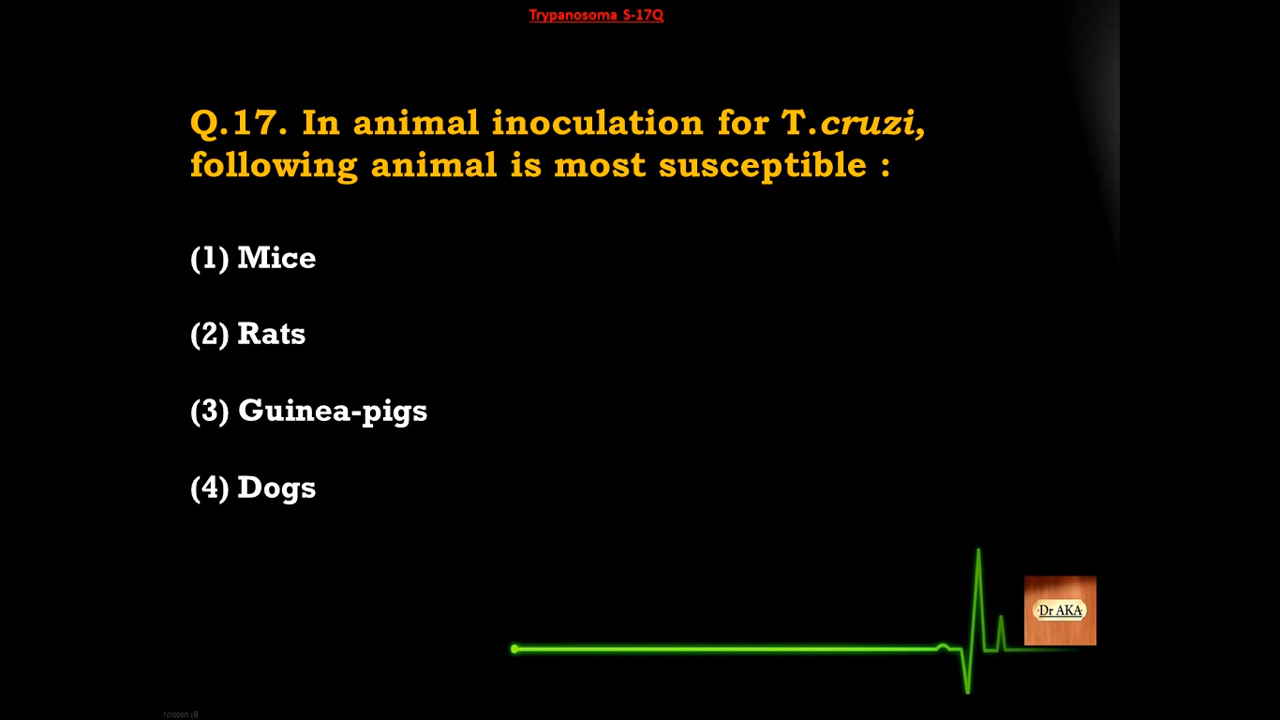 Trypanosoma S-17Q
Q.17. In animal inoculation for T.cruzi,
following animal is most susceptible :
(1) Mice
(2) Rats
(3) Guinea-pigs
(4) Dogs
Dr AKA